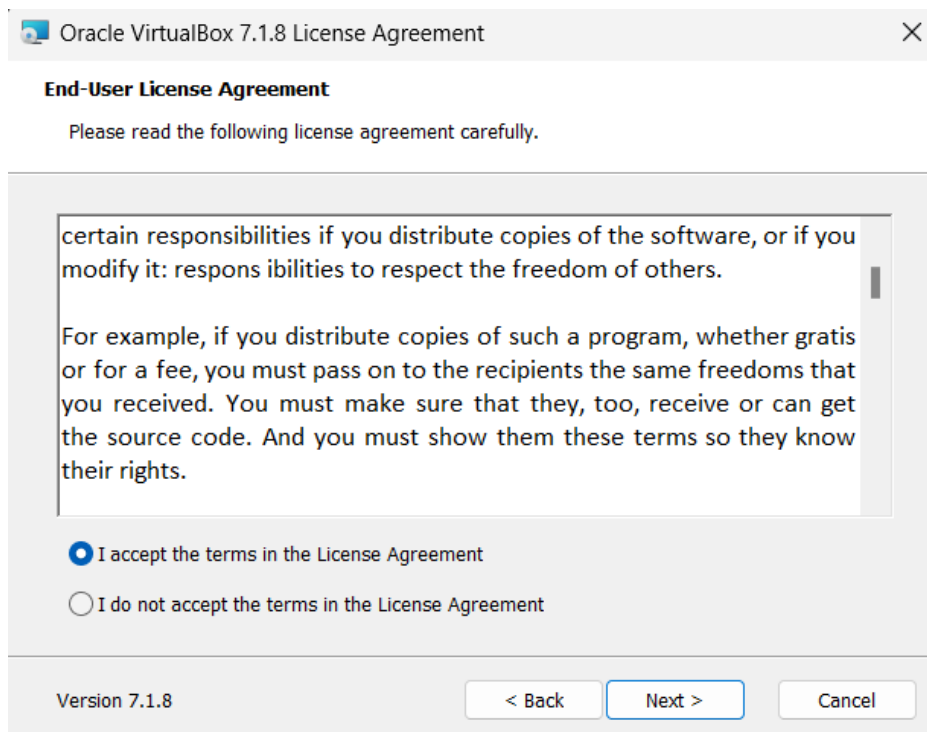 Oracle VirtualBox 7.1.8 License Agreement
End-User License Agreement
Please read the following license agreement carefully.
certain responsibilities if you distribute copies of the software, or if you
modify it: respons ibilities to respect the freedom of others.
For example, if you distribute copies of such a program, whether gratis
or for a fee, you must pass on to the recipients the same freedoms that
you received. You must make sure that they, too, receive or can get
the source code. And you must show them these terms so they know
their rights.
I accept the terms in the License Agreement
I do not accept the terms in the License Agreement
Version 7.1.8
< Back
Next >
Cancel